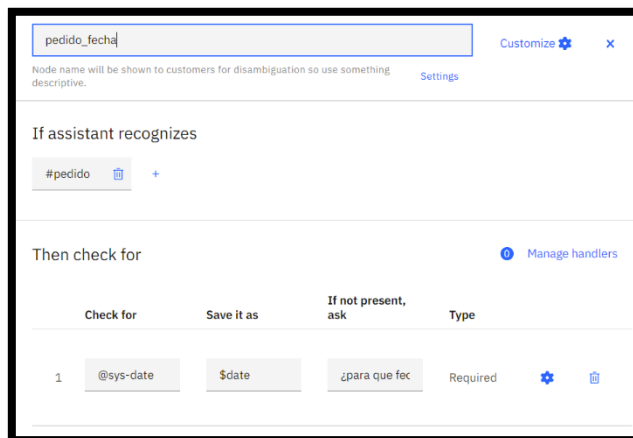 pedido_fecha
Customize
Node name will be shown to customers for disambiguation so use something
descriptive.
Settings
If assistant recognizes
#pedido
+
Then check for
0 Manage handlers
Check for Save it as If not present, ask Type
1 @sys-date $date ¿para que fec Required